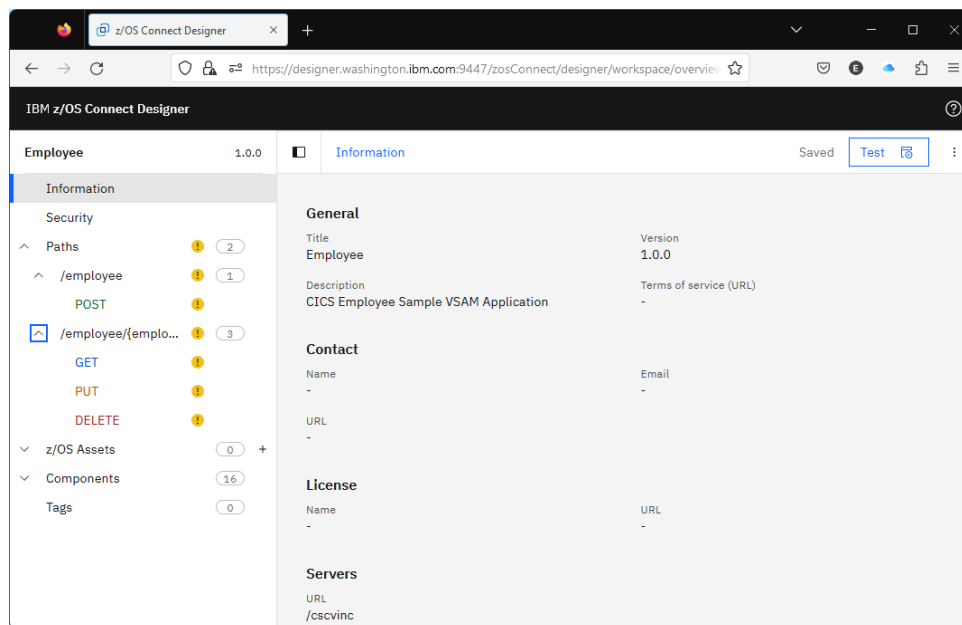 z/OS Connect Designer
https://designer.washington.ibm.com:9447/zosConnect/designer/workspace/overview
E
IBM z/OS Connect Designer
Employee 1.0.0
Information
Saved
Test
Information
Security
Paths ! 2
/employee ! 1
POST !
/employee/{emplo... ! 3
GET !
PUT !
DELETE !
z/OS Assets 0 +
Components 16
Tags 0
General
Title
Employee
Version
1.0.0
Description
CICS Employee Sample VSAM Application
Terms of service (URL)
-
Contact
Name
-
Email
-
URL
-
License
Name
-
URL
-
Servers
URL
/cscvinc